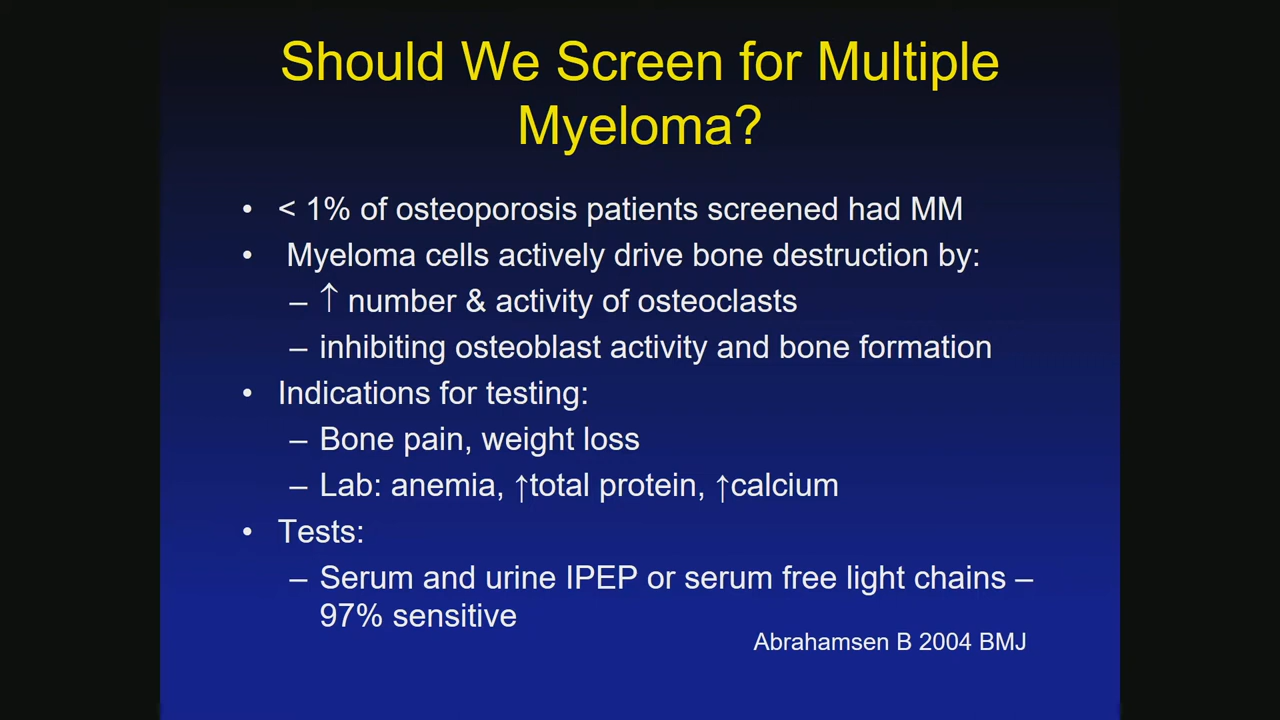 Should We Screen for Multiple
Myeloma?
• < 1% of osteoporosis patients screened had MM
• Myeloma cells actively drive bone destruction by:
– ↑ number & activity of osteoclasts
– inhibiting osteoblast activity and bone formation
• Indications for testing:
– Bone pain, weight loss
– Lab: anemia, ↑total protein, ↑calcium
• Tests:
– Serum and urine IPEP or serum free light chains –
97% sensitive
Abrahamsen B 2004 BMJ